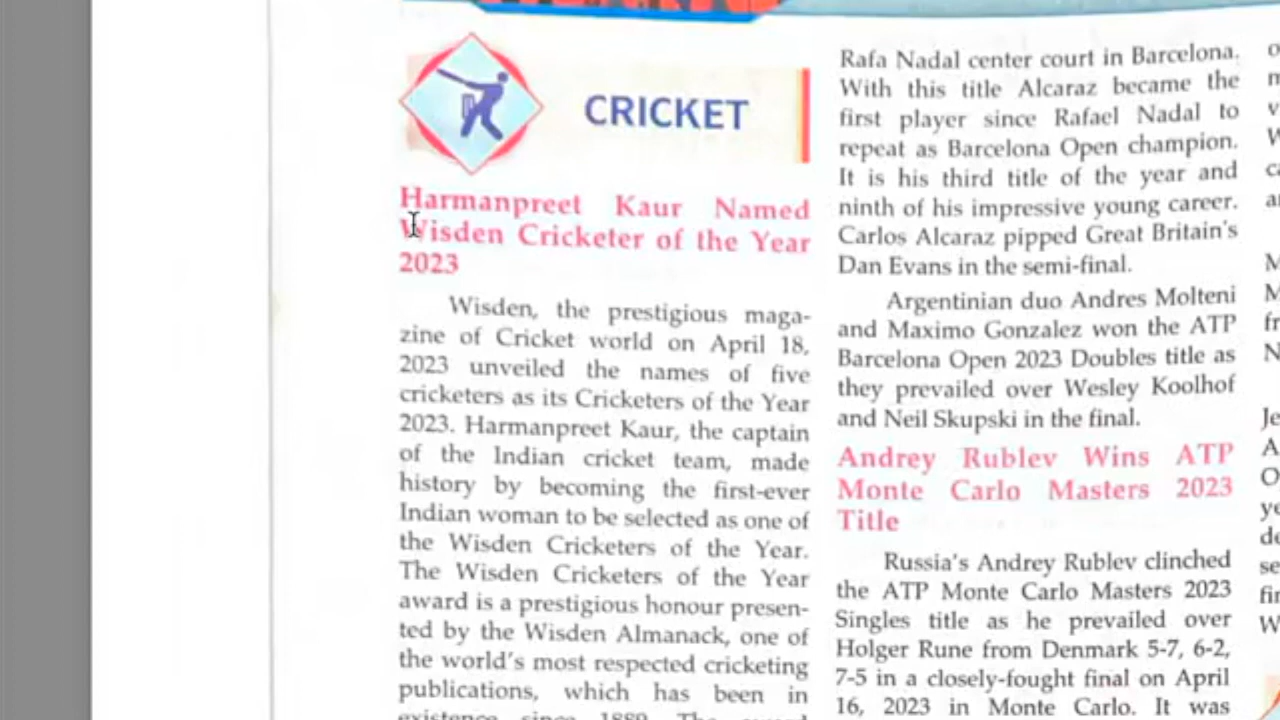 CRICKET
Harmanpreet Kaur Named
Wisden Cricketer of the Year
2023
Wisden, the prestigious maga-
zine of Cricket world on April 18,
2023 unveiled the names of five
cricketers as its Cricketers of the Year
2023. Harmanpreet Kaur, the captain
of the Indian cricket team, made
history by becoming the first-ever
Indian woman to be selected as one of
the Wisden Cricketers of the Year.
The Wisden Cricketers of the Year
award is a prestigious honour presen-
ted by the Wisden Almanack, one of
the world's most respected cricketing
publications, which has been in
existence since 1889. The award
Rafa Nadal center court in Barcelona.
With this title Alcaraz became the
first player since Rafael Nadal to
repeat as Barcelona Open champion.
It is his third title of the year and
ninth of his impressive young career.
Carlos Alcaraz pipped Great Britain's
Dan Evans in the semi-final.
Argentinian duo Andres Molteni
and Maximo Gonzalez won the ATP
Barcelona Open 2023 Doubles title as
they prevailed over Wesley Koolhof
and Neil Skupski in the final.
Andrey Rublev Wins ATP
Monte Carlo Masters 2023
Title
Russia's Andrey Rublev clinched
the ATP Monte Carlo Masters 2023
Singles title as he prevailed over
Holger Rune from Denmark 5-7, 6-2,
7-5 in a closely-fought final on April
16, 2023 in Monte Carlo. It was